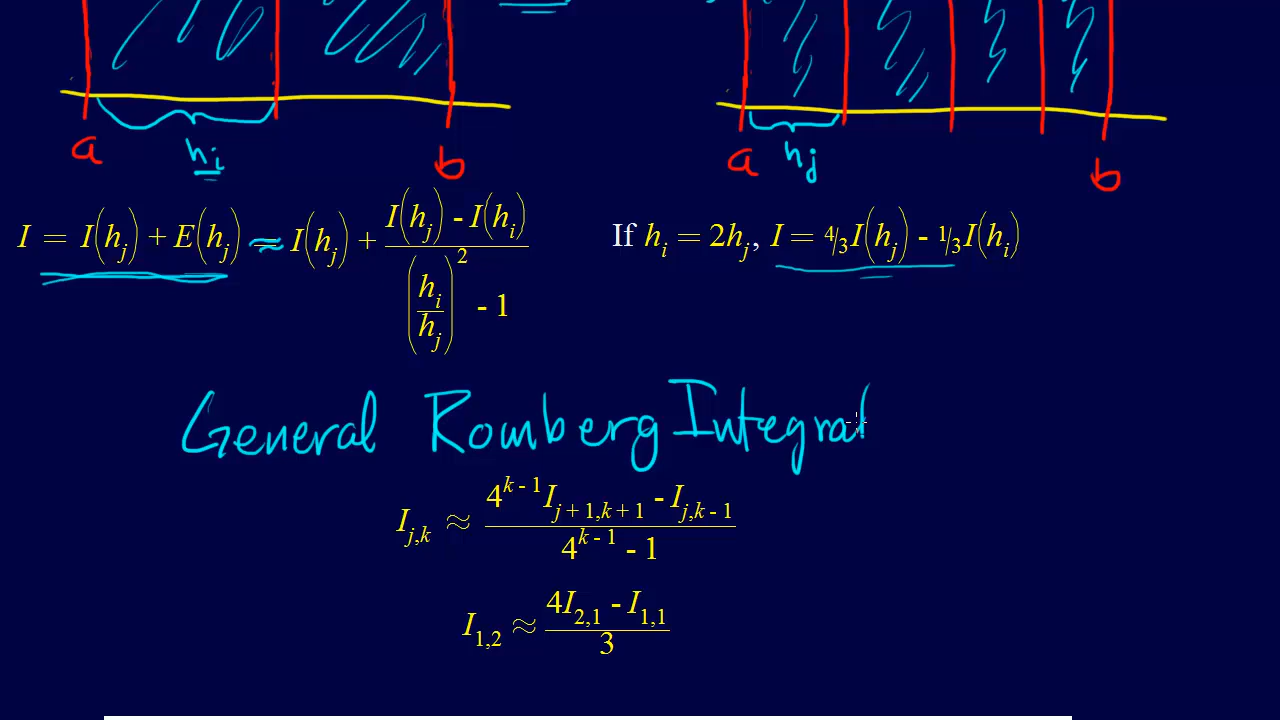 a hi b a hj b
I = I(h_j) + E(h_j) ≈ I(h_j) + (I(h_j) - I(h_i)) / ((h_i/h_j)^2 - 1) If h_i = 2h_j, I = 4/3 I(h_j) - 1/3 I(h_i)
General Romberg Integral
I_{j,k} ≈ (4^{k-1} I_{j+1,k+1} - I_{j,k-1}) / (4^{k-1} - 1)
I_{1,2} ≈ (4I_{2,1} - I_{1,1}) / 3